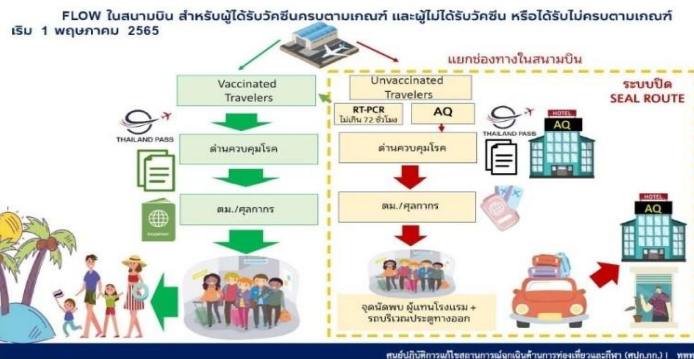 FLOW ในสนามบิน สำหรับผู้ได้รับวัคซีนครบตามเกณฑ์ และผู้ไม่ได้รับวัคซีน หรือได้รับไม่ครบตามเกณฑ์
เริ่ม 1 พฤษภาคม 2565
แยกช่องทางในสนามบิน
Vaccinated
Travelers
Unvaccinated
Travelers
ระบบปิด
SEAL ROUTE
RT-PCR
ไม่เกิน 72 ชั่วโมง
AQ
THAILAND PASS
THAILAND PASS
HOTEL
AQ
ด่านควบคุมโรค
ด่านควบคุมโรค
ตม./ศุลกากร
ตม./ศุลกากร
HOTEL
AQ
จุดนัดพบ ผู้แทนโรงแรม +
รถบริเวณประตูทางออก
ศูนย์ปฏิบัติการแก้ไขสถานการณ์ฉุกเฉินด้านการท่องเที่ยวและกีฬา (ศปก.กก.) |